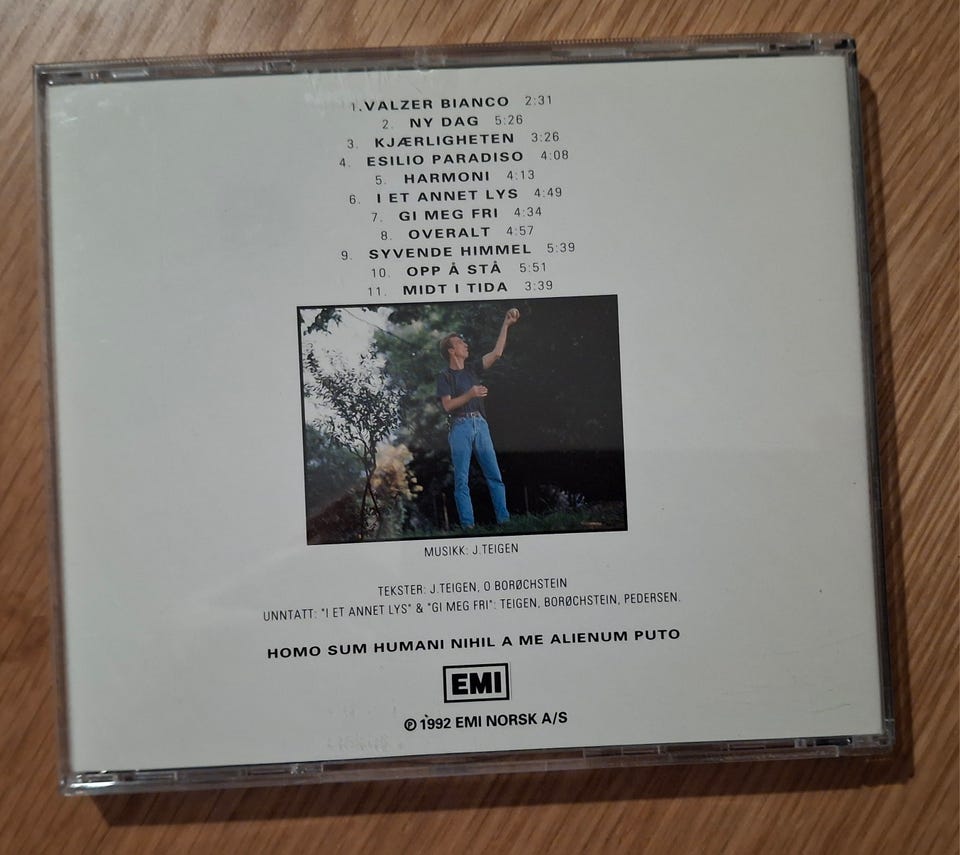 1. VALZER BIANCO 2:31
2. NY DAG 5:26
3. KJÆRLIGHETEN 3:26
4. ESILIO PARADISO 4:08
5. HARMONI 4:13
6. I ET ANNET LYS 4:49
7. GI MEG FRI 4:34
8. OVERALT 4:57
9. SYVENDE HIMMEL 5:39
10. OPP Å STÅ 5:51
11. MIDT I TIDA 3:39
MUSIKK: J.TEIGEN
TEKSTER: J.TEIGEN, O BORØCHSTEIN
UNNTATT: "I ET ANNET LYS" & "GI MEG FRI": TEIGEN, BORØCHSTEIN, PEDERSEN.
HOMO SUM HUMANI NIHIL A ME ALIENUM PUTO
EMI
℗ 1992 EMI NORSK A/S